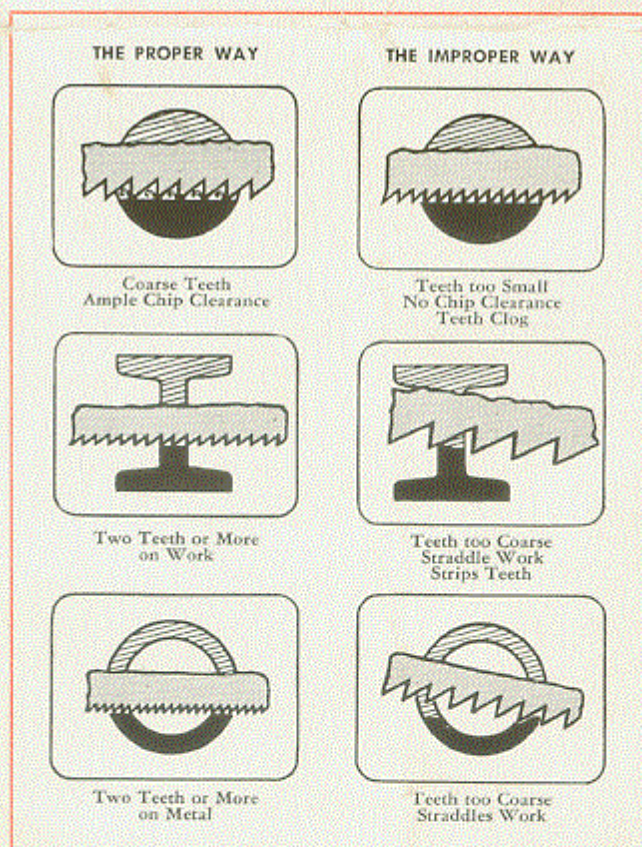 THE PROPER WAY
THE IMPROPER WAY
Coarse Teeth
Ample Chip Clearance
Teeth too Small
No Chip Clearance
Teeth Clog
Two Teeth or More
on Work
Teeth too Coarse
Straddle Work
Strips Teeth
Two Teeth or More
on Metal
Teeth too Coarse
Straddles Work